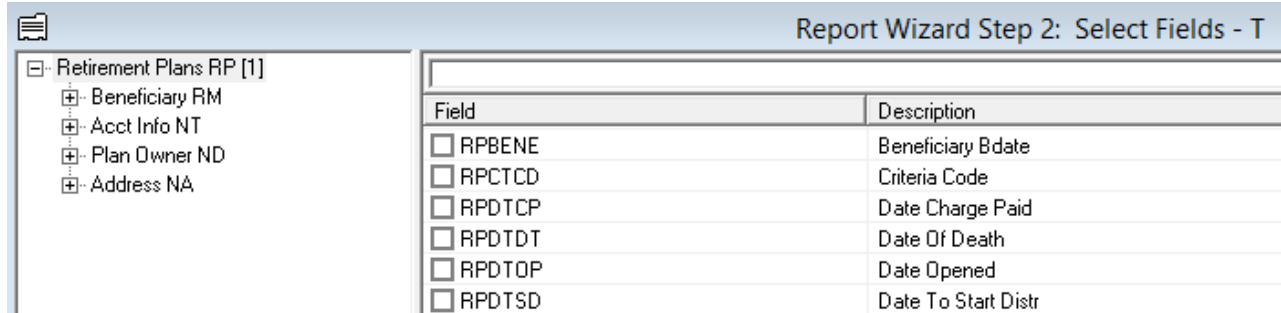 Report Wizard Step 2: Select Fields - T
Retirement Plans RP [1]
Beneficiary RM
Acct Info NT
Plan Owner ND
Address NA
Field Description
RPBENE Beneficiary Bdate
RPCTCD Criteria Code
RPDTCP Date Charge Paid
RPDTDT Date Of Death
RPDTOP Date Opened
RPDTSD Date To Start Distr